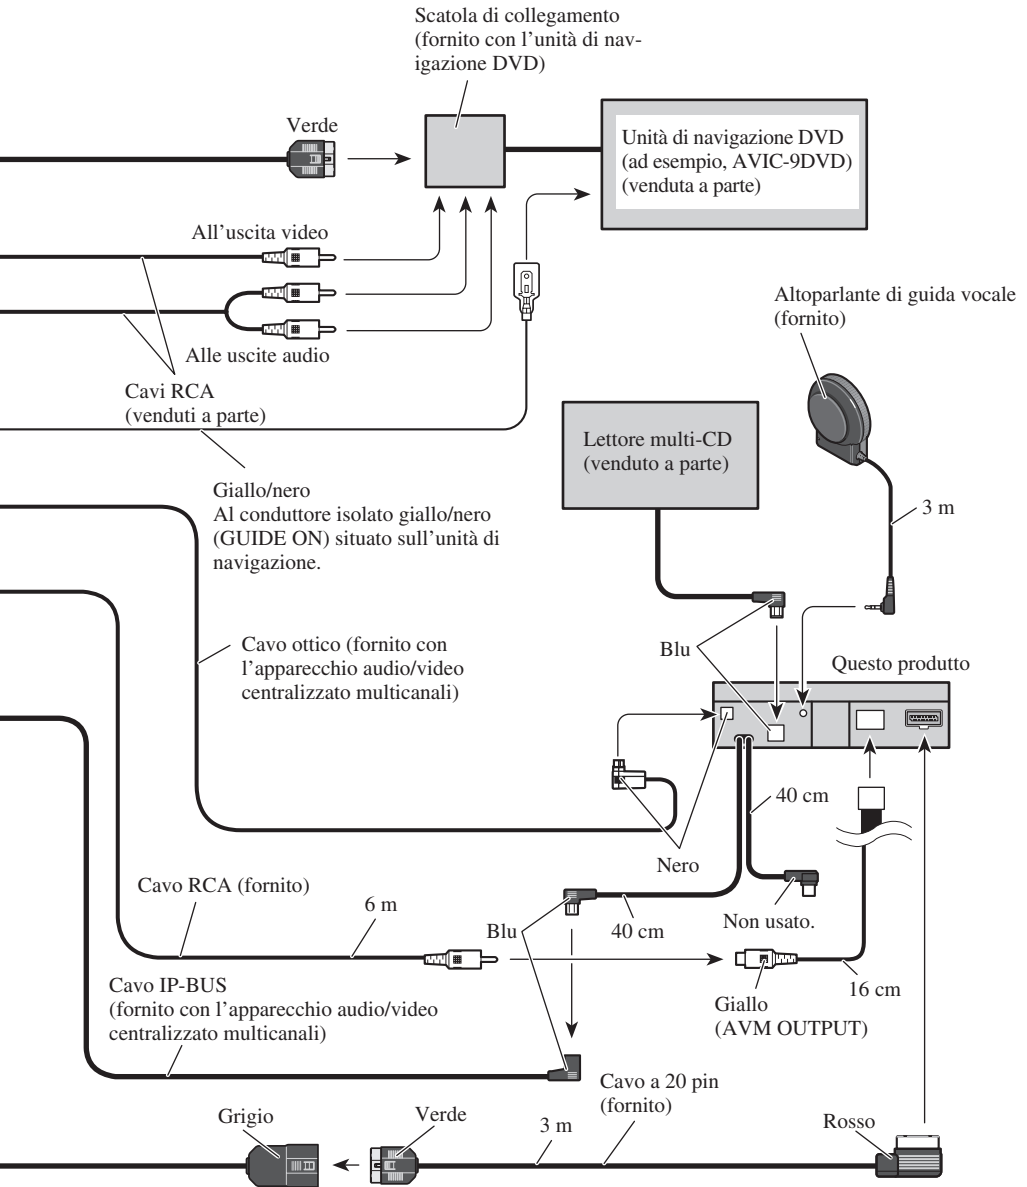 Scatola di collegamento
(fornito con l'unità di nav-
igazione DVD)
Verde
Unità di navigazione DVD
(ad esempio, AVIC-9DVD)
(venduta a parte)
All'uscita video
Altoparlante di guida vocale
(fornito)
Alle uscite audio
Cavi RCA
(venduti a parte)
Lettore multi-CD
(venduto a parte)
Giallo/nero
Al conduttore isolato giallo/nero
(GUIDE ON) situato sull'unità di
navigazione.
3 m
Cavo ottico (fornito con
l'apparecchio audio/video
centralizzato multicanali)
Blu
Questo produtto
40 cm
Nero
Cavo RCA (fornito)
6 m
Blu
40 cm
Non usato.
Cavo IP-BUS
(fornito con l'apparecchio audio/video
centralizzato multicanali)
16 cm
Giallo
(AVM OUTPUT)
Cavo a 20 pin
(fornito)
Grigio
Verde
3 m
Rosso